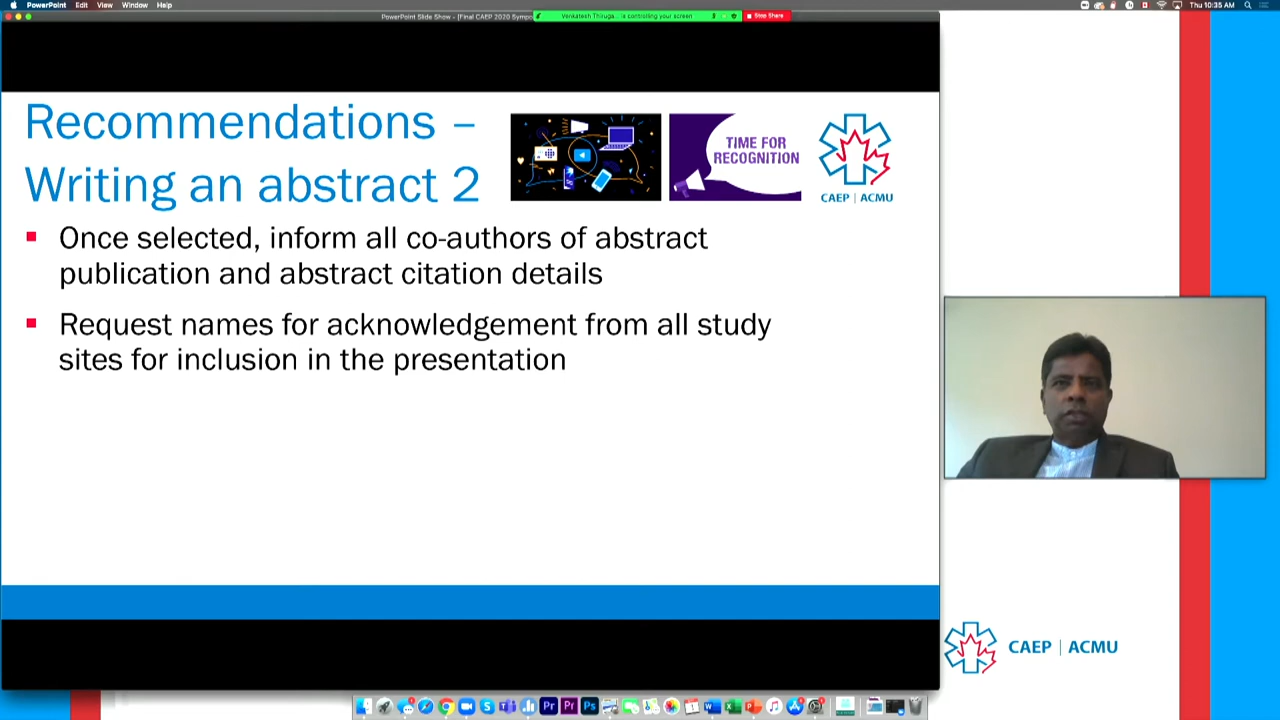 PowerPoint Edit View Window Help
Thu 10:35 AM
PowerPoint Slide Show - [Final CAEP 2020 Sympo
Venkatesh Thiruga... is controlling your screen
Stop Share
Recommendations –
Writing an abstract 2
TIME FOR
RECOGNITION
CAEP | ACMU
Once selected, inform all co-authors of abstract
publication and abstract citation details
Request names for acknowledgement from all study
sites for inclusion in the presentation
CAEP | ACMU
Pr Pr Ps